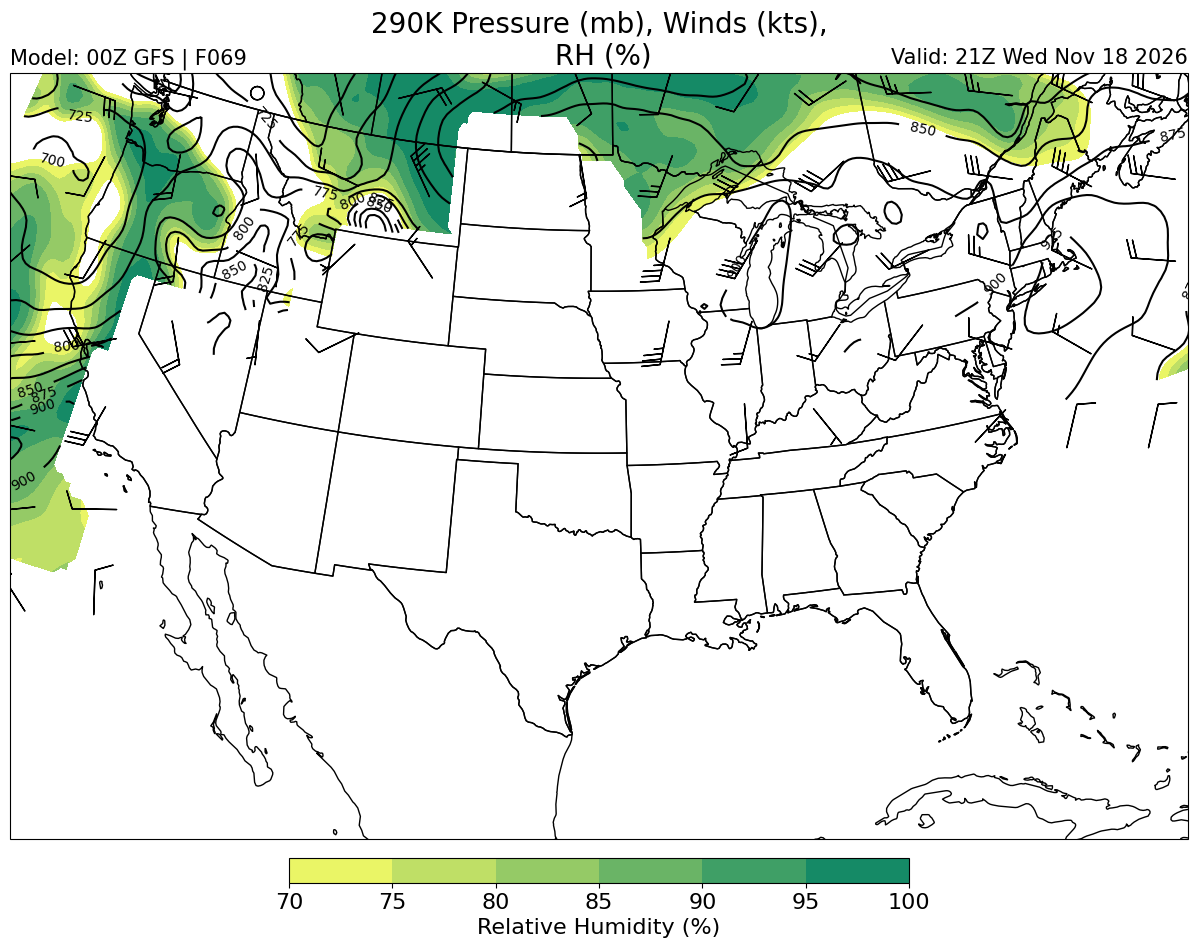 290K Pressure (mb), Winds (kts),
RH (%)
Model: 00Z GFS | F069
Valid: 21Z Wed Nov 18 2026
725
700
775
800
850
875
800
850
825
775
800
850
875
900
900
900
70 75 80 85 90 95 100
Relative Humidity (%)